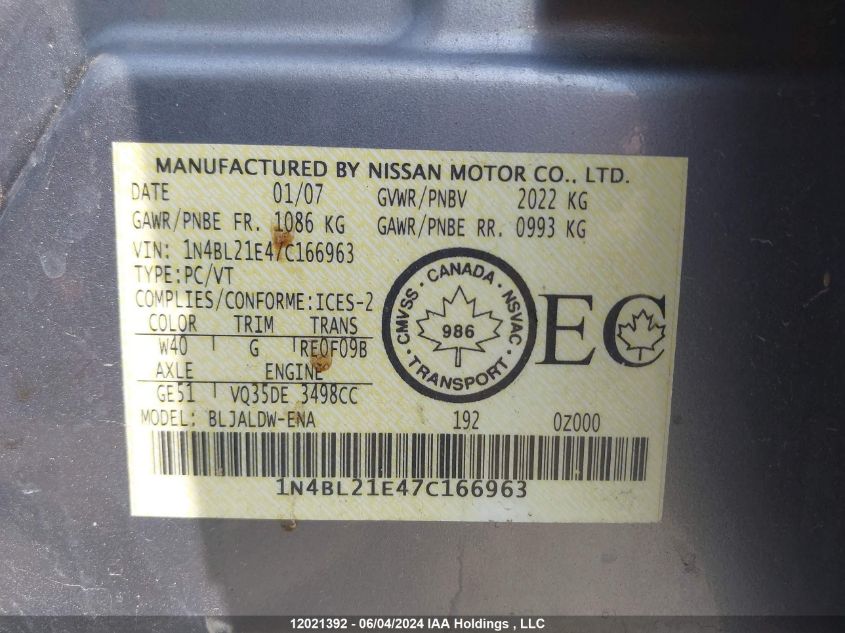 MANUFACTURED BY NISSAN MOTOR CO., LTD.
DATE 01/07 GVWR/PNBV 2022 KG
GAWR/PNBE FR. 1086 KG GAWR/PNBE RR. 0993 KG
VIN: 1N4BL21E47C166963
TYPE:PC/VT
COMPLIES/CONFORME:ICES-2
COLOR TRIM TRANS
W40 G RE0F09B
AXLE ENGINE
GE51 VQ35DE 3498CC
CMVSS · CANADA · NSVAC · TRANSPORT ·
986
EC
MODEL: BLJALDW-ENA 192 0Z000
1N4BL21E47C166963
12021392 - 06/04/2024 IAA Holdings , LLC